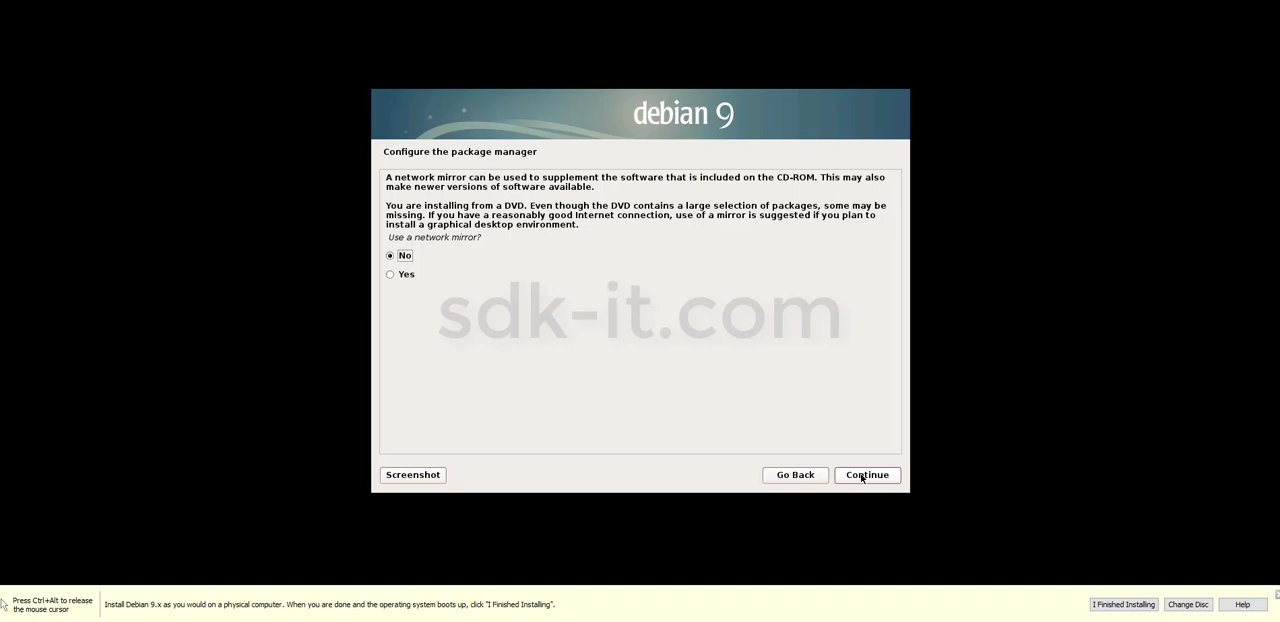 debian 9
Configure the package manager
A network mirror can be used to supplement the software that is included on the CD-ROM. This may also
make newer versions of software available.
You are installing from a DVD. Even though the DVD contains a large selection of packages, some may be
missing. If you have a reasonably good Internet connection, use of a mirror is suggested if you plan to
install a graphical desktop environment.
Use a network mirror?
No
Yes
sdk-it.com
Screenshot
Go Back
Continue
Press Ctrl+Alt to release
the mouse cursor
Install Debian 9.x as you would on a physical computer. When you are done and the operating system boots up, click "I Finished Installing".
I Finished Installing
Change Disc
Help